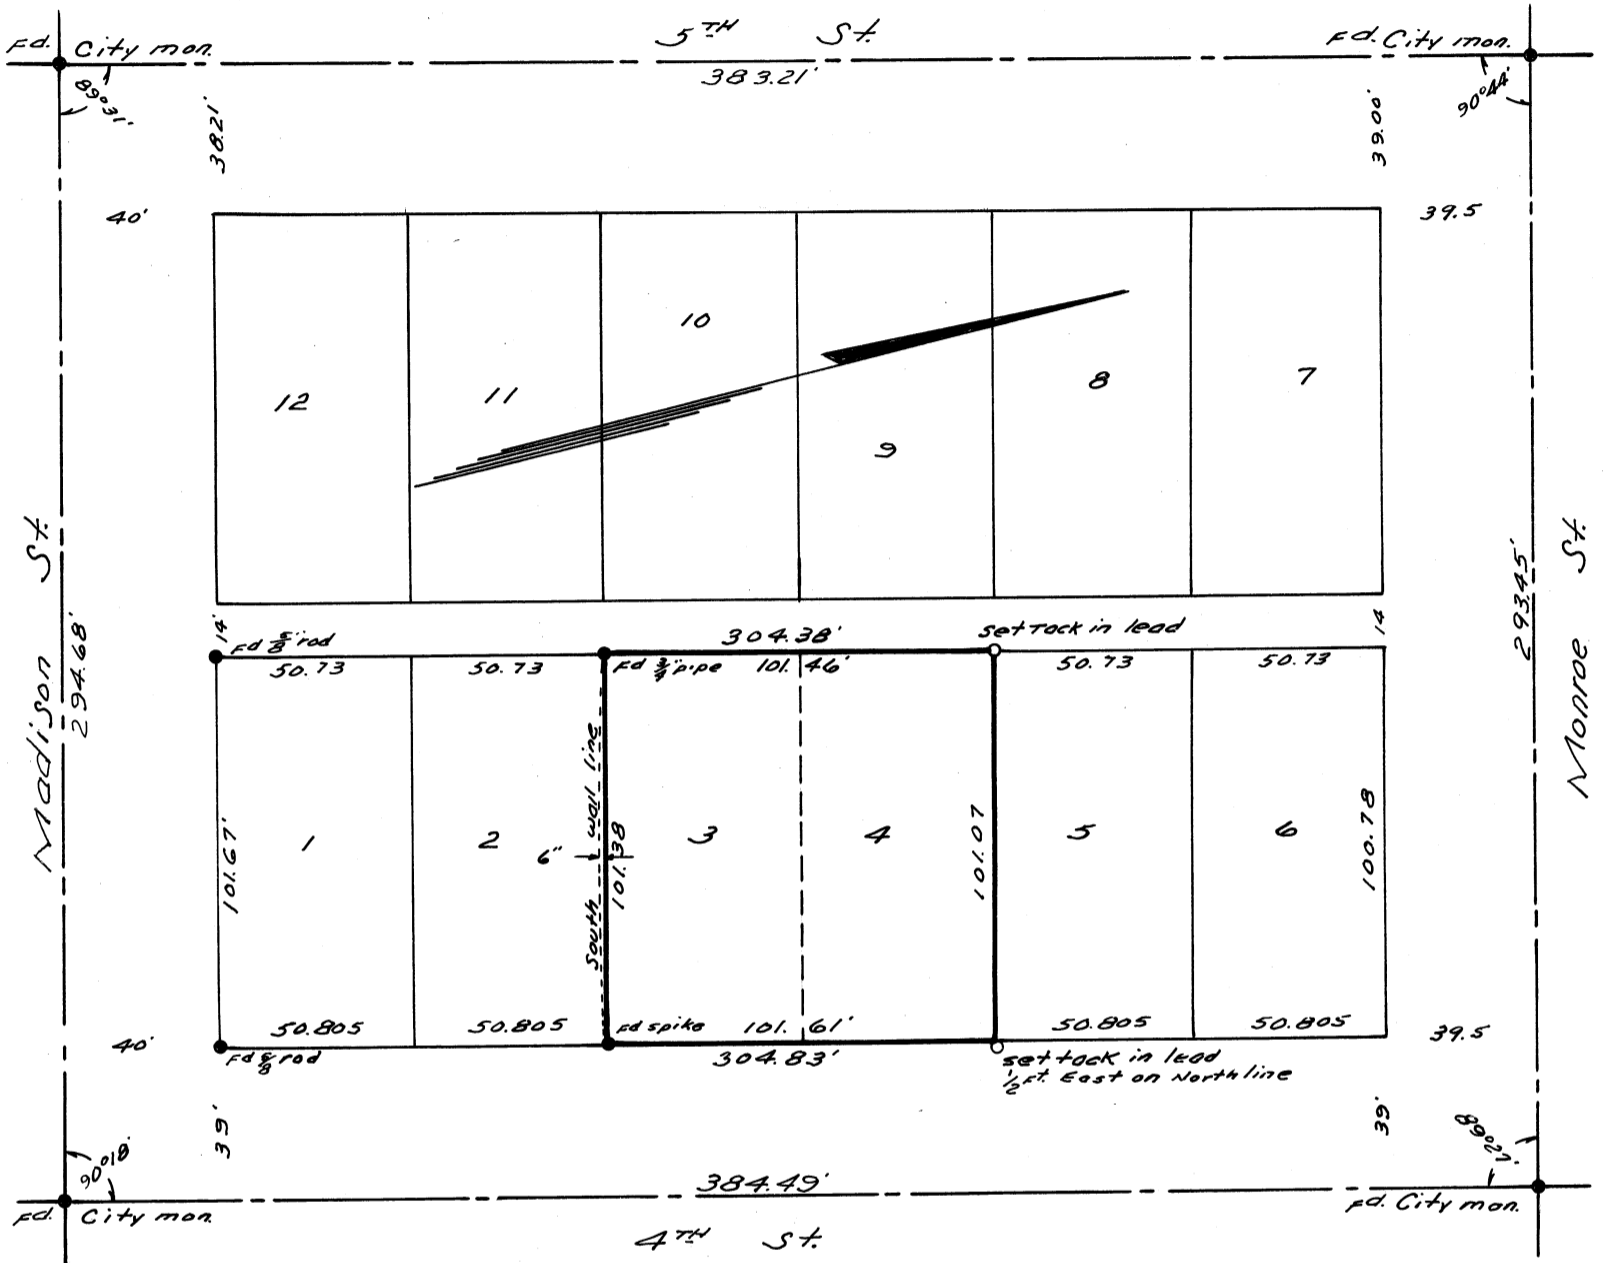 5TH St.
Fd. City mon.
Fd. City mon.
383.21'
89°31'
90°44'
38.21'
39.00'
40'
39.5
10
12
11
9
8
7
Madison St.
294.68'
293.45'
Monroe St.
14'
14
Fd 5/8" rod
304.38'
set tack in lead
50.73
50.73
Fd 3/4" pipe
101.46'
50.73
50.73
101.67'
1
2
6"
South wall line
101.38
3
4
101.07
5
6
100.78
40'
50.805
50.805
Fd spike
101.61'
50.805
50.805
39.5
Fd 5/8 rod
304.83'
set tack in lead
1/2 ft. East on North line
39'
39'
90°18'
89°27'
384.49'
Fd. City mon.
Fd. City mon.
4TH St.